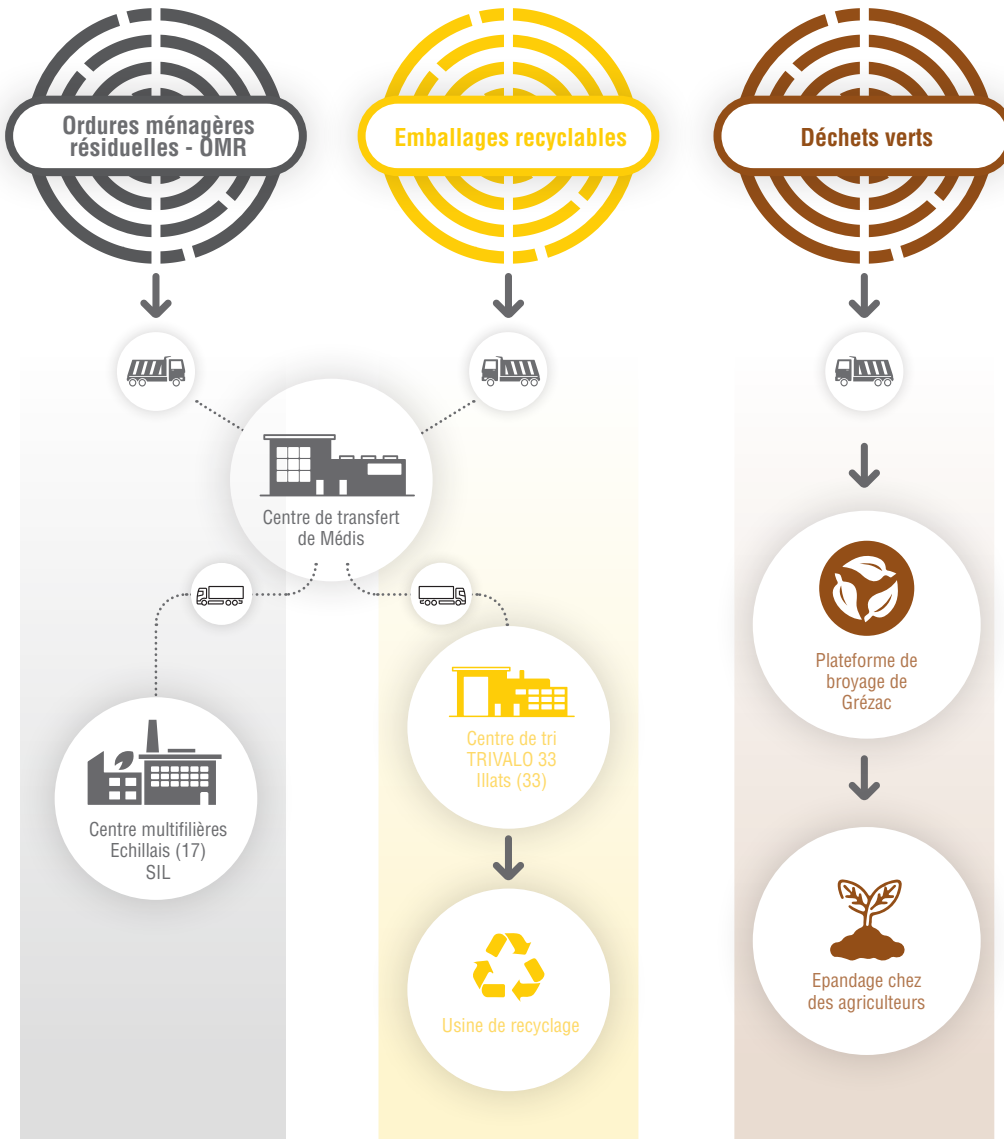 Ordures ménagères
résiduelles - OMR
Emballages recyclables
Déchets verts
Centre de transfert
de Médis
Centre multifilières
Echillais (17)
SIL
Centre de tri
TRIVALO 33
Illats (33)
Usine de recyclage
Plateforme de
broyage de
Grézac
Epandage chez
des agriculteurs